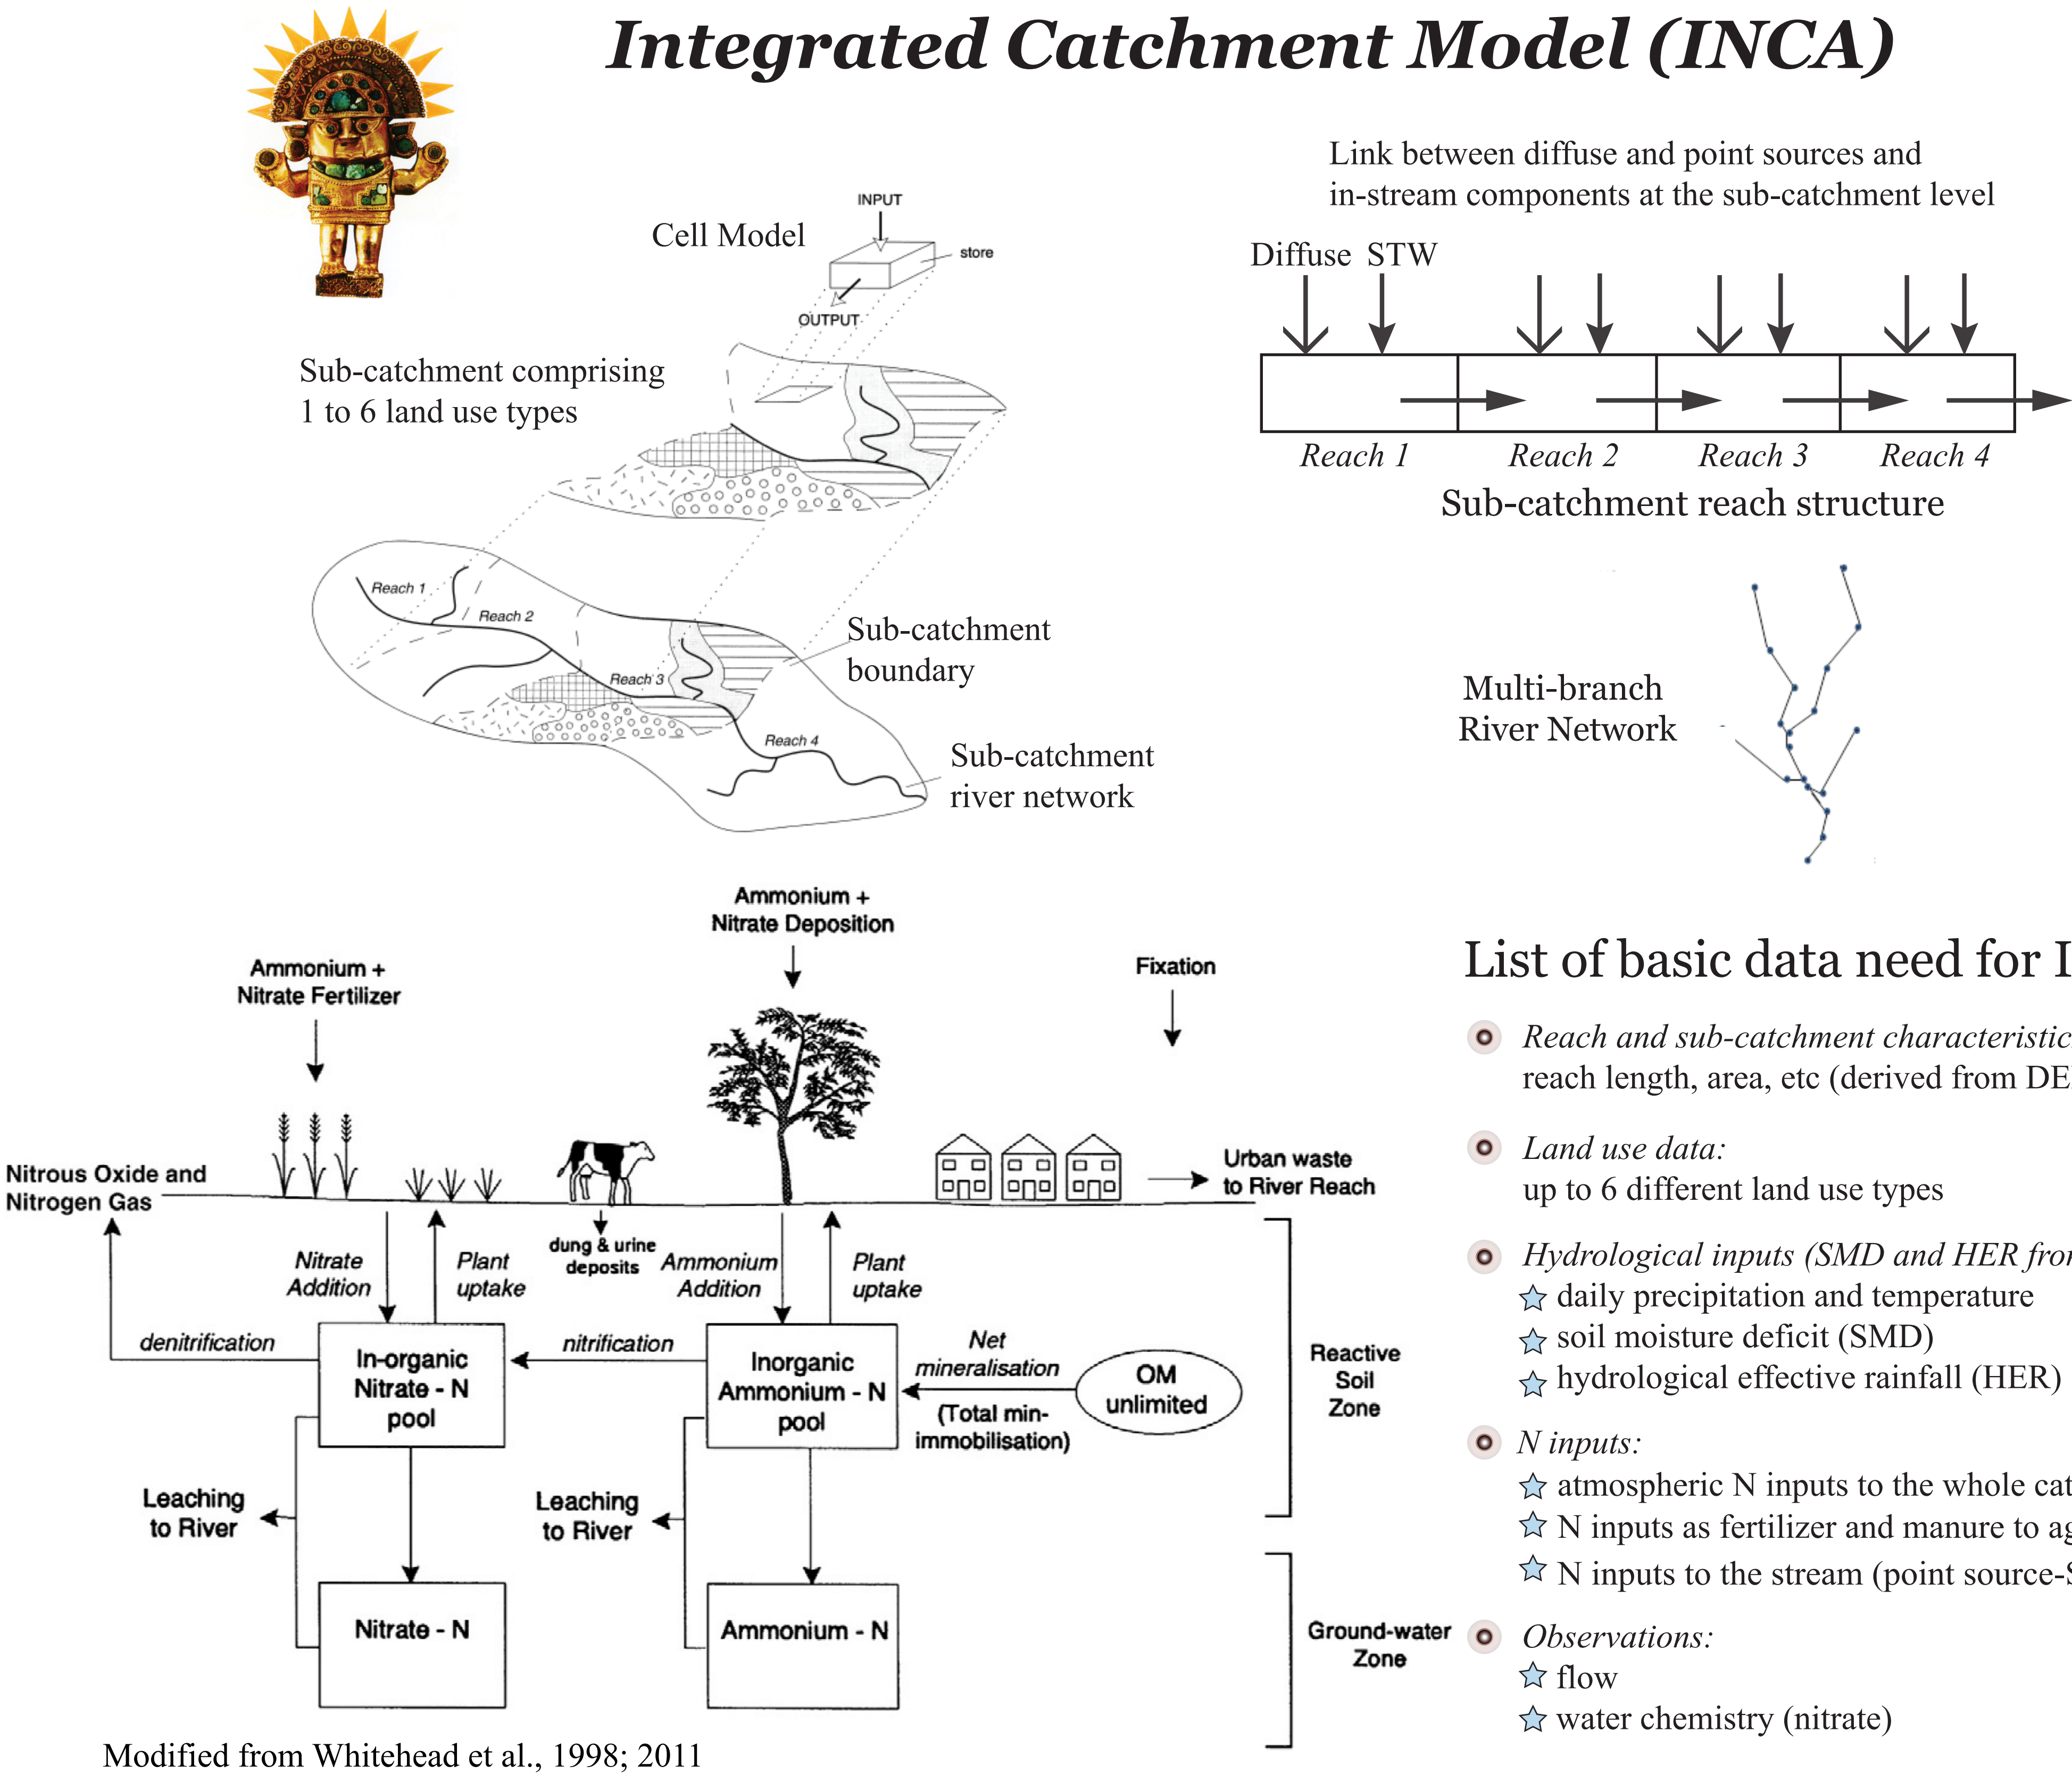 Integrated Catchment Model (INCA)
Link between diffuse and point sources and
in-stream components at the sub-catchment level
INPUT
Cell Model
store
OUTPUT
Diffuse STW
Sub-catchment comprising
1 to 6 land use types
Reach 1
Reach 2
Reach 3
Reach 4
Sub-catchment reach structure
Reach 1
Reach 2
Reach 3
Reach 4
Sub-catchment
boundary
Sub-catchment
river network
Multi-branch
River Network
Ammonium +
Nitrate Deposition
Ammonium +
Nitrate Fertilizer
Fixation
Nitrous Oxide and
Nitrogen Gas
Urban waste
to River Reach
Nitrate
Addition
Plant
uptake
dung & urine
deposits
Ammonium
Addition
Plant
uptake
denitrification
In-organic
Nitrate - N
pool
nitrification
Inorganic
Ammonium - N
pool
Net
mineralisation
(Total min-
immobilisation)
OM
unlimited
Reactive
Soil
Zone
Leaching
to River
Leaching
to River
Nitrate - N
Ammonium - N
Ground-water
Zone
Modified from Whitehead et al., 1998; 2011
List of basic data need for I
Reach and sub-catchment characteristic
reach length, area, etc (derived from DE
Land use data:
up to 6 different land use types
Hydrological inputs (SMD and HER fro
daily precipitation and temperature
soil moisture deficit (SMD)
hydrological effective rainfall (HER)
N inputs:
atmospheric N inputs to the whole cat
N inputs as fertilizer and manure to ag
N inputs to the stream (point source-S
Observations:
flow
water chemistry (nitrate)